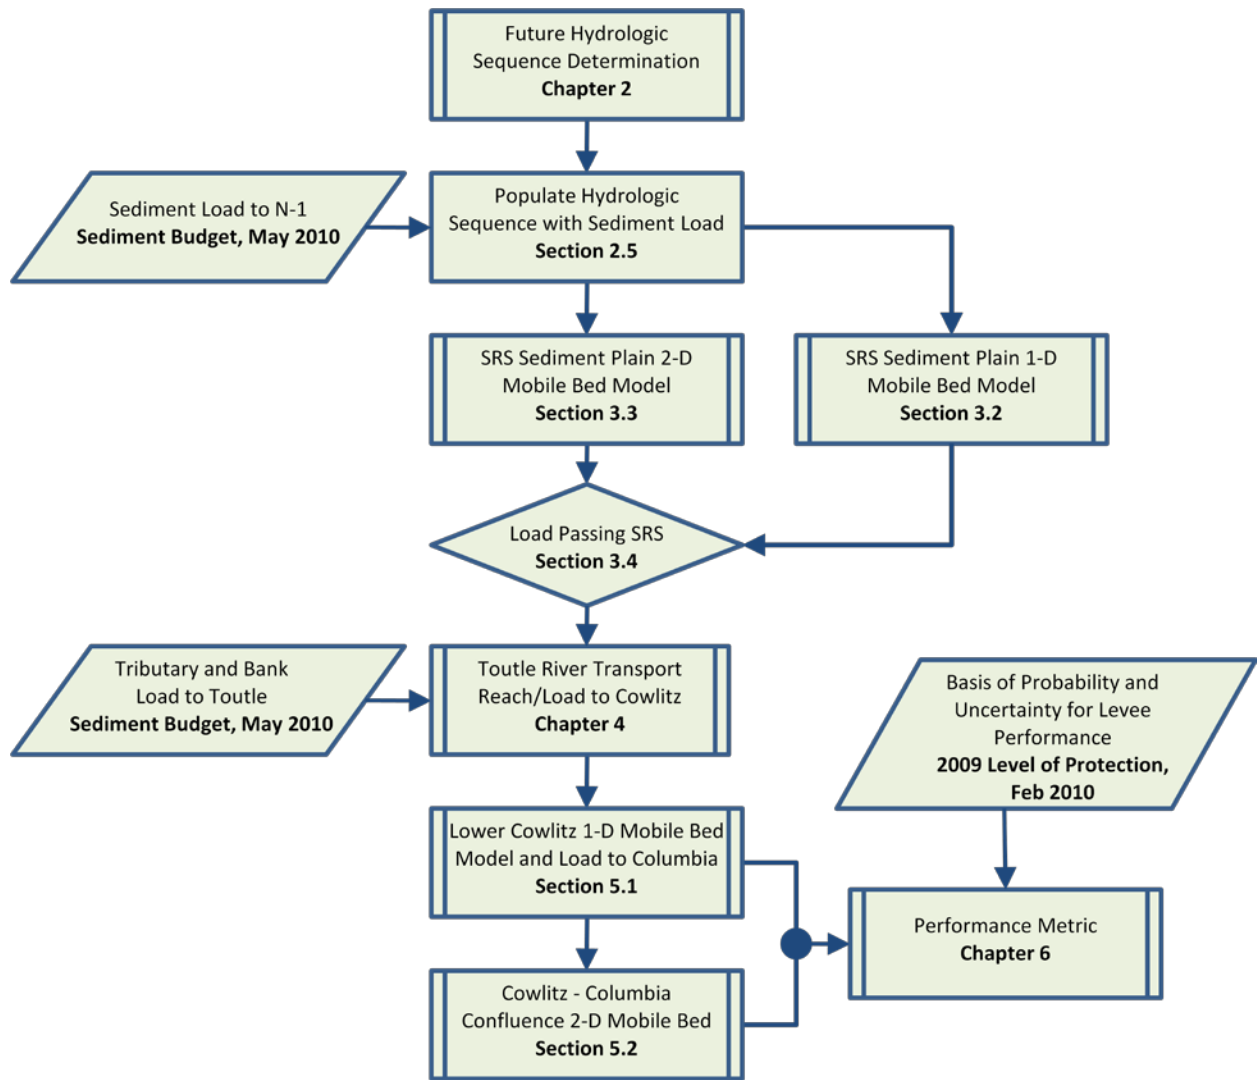 Future Hydrologic
Sequence Determination
Chapter 2
Sediment Load to N-1
Sediment Budget, May 2010
Populate Hydrologic
Sequence with Sediment Load
Section 2.5
SRS Sediment Plain 2-D
Mobile Bed Model
Section 3.3
SRS Sediment Plain 1-D
Mobile Bed Model
Section 3.2
Load Passing SRS
Section 3.4
Tributary and Bank
Load to Toutle
Sediment Budget, May 2010
Toutle River Transport
Reach/Load to Cowlitz
Chapter 4
Basis of Probability and
Uncertainty for Levee
Performance
2009 Level of Protection,
Feb 2010
Lower Cowlitz 1-D Mobile Bed
Model and Load to Columbia
Section 5.1
Performance Metric
Chapter 6
Cowlitz - Columbia
Confluence 2-D Mobile Bed
Section 5.2